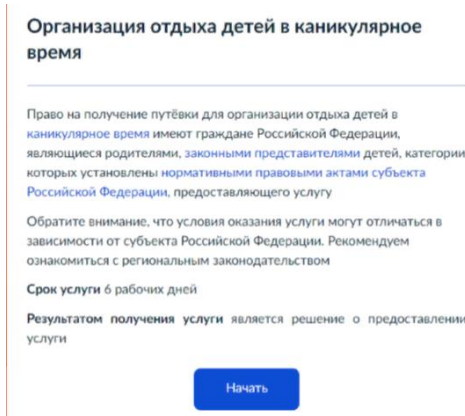 Организация отдыха детей в каникулярное
время
Право на получение путёвки для организации отдыха детей в
каникулярное время имеют граждане Российской Федерации,
являющиеся родителями, законными представителями детей, категории
которых установлены нормативными правовыми актами субъекта
Российской Федерации, предоставляющего услугу
Обратите внимание, что условия оказания услуги могут отличаться в
зависимости от субъекта Российской Федерации. Рекомендуем
ознакомиться с региональным законодательством
Срок услуги 6 рабочих дней
Результатом получения услуги является решение о предоставлении
услуги
Начать